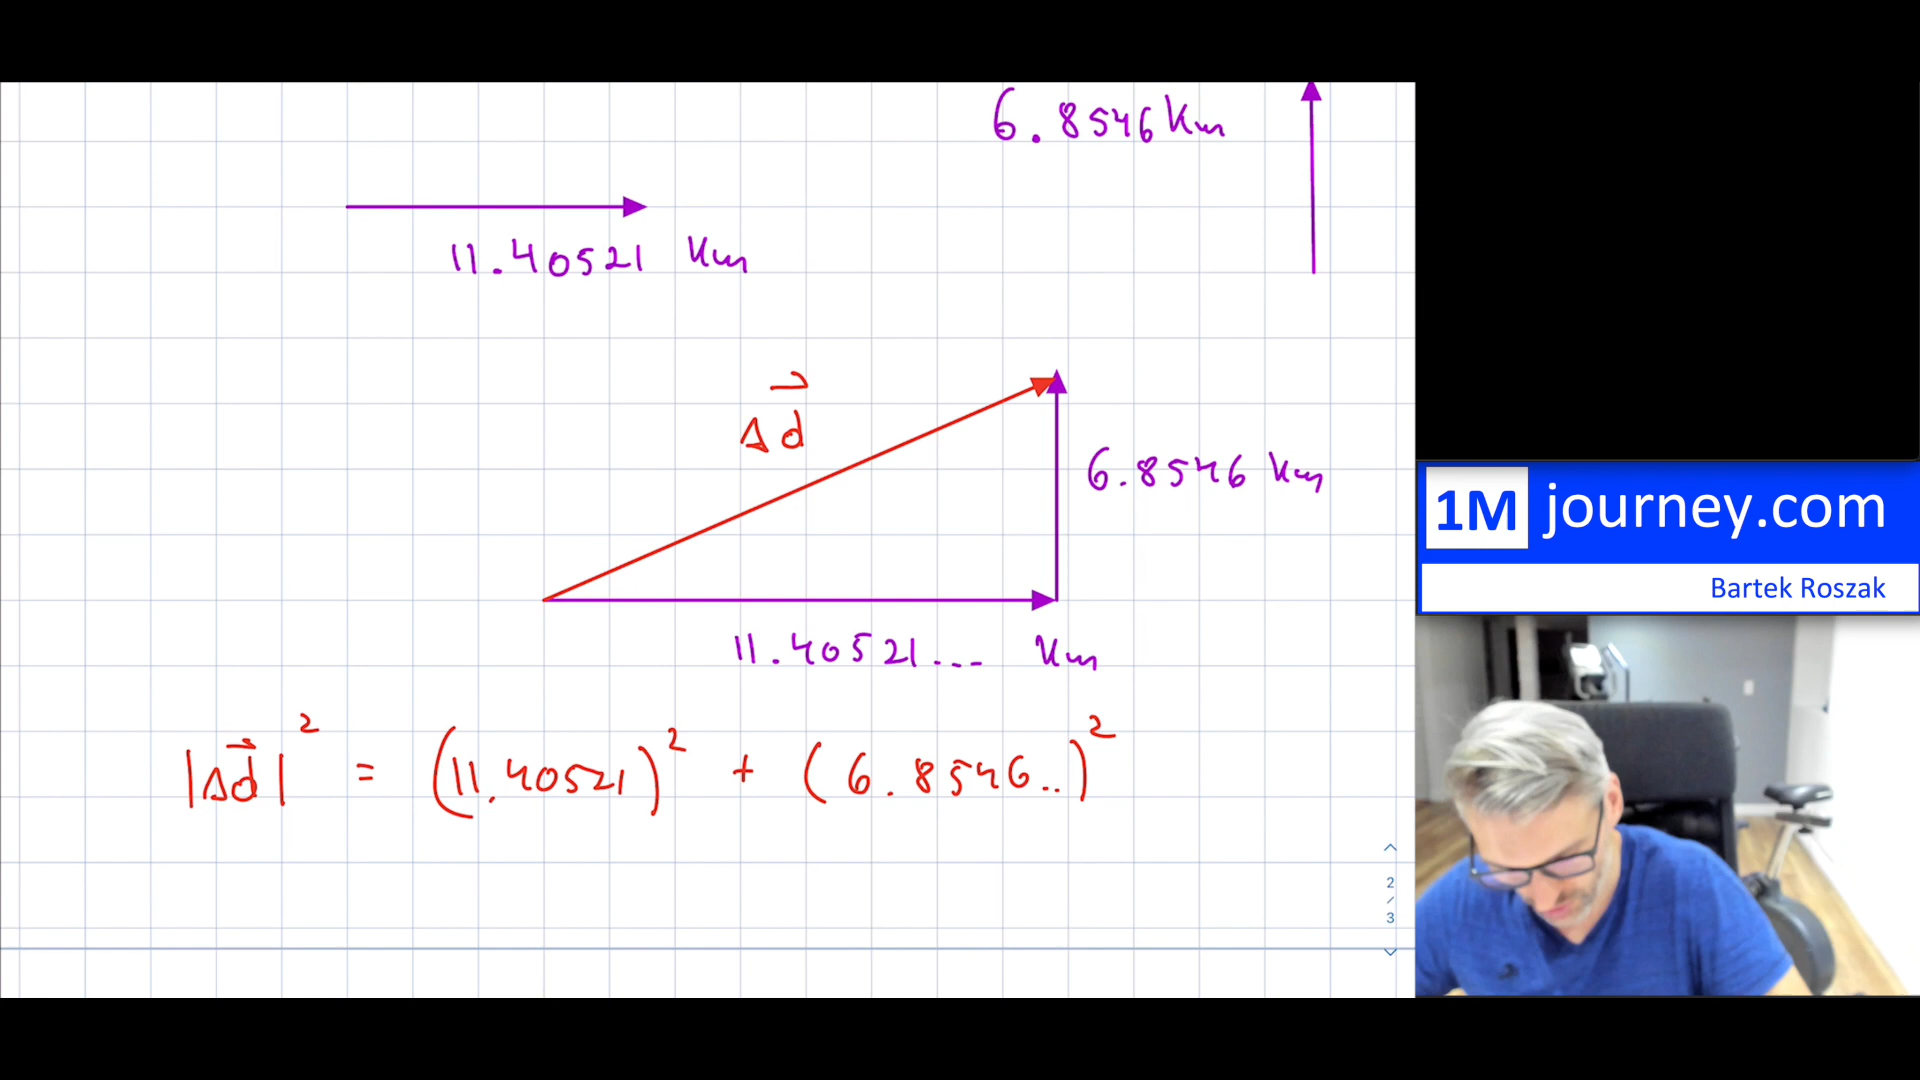 6.8546 Km
11.40521 Km
Δd⃗
6.8546 Km
11.40521... Km
|Δd⃗|² = (11.40521)² + (6.8546..)²
1M journey.com
Bartek Roszak
2
/
3